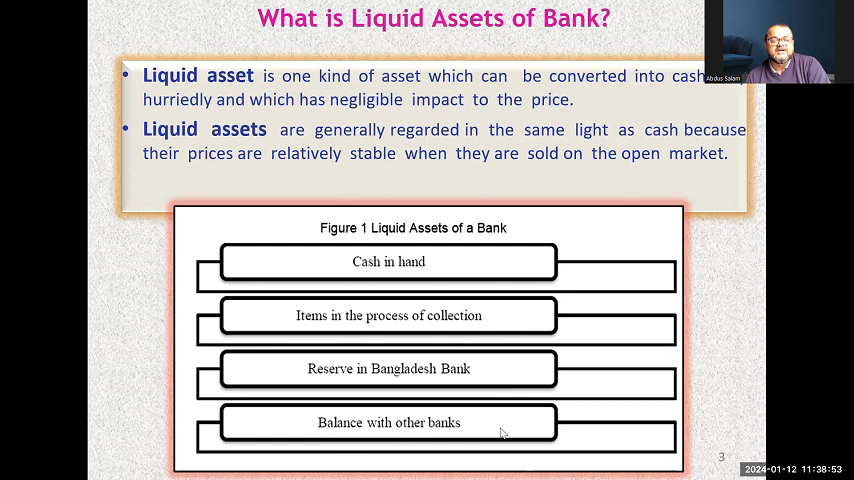 What is Liquid Assets of Bank?
• Liquid asset is one kind of asset which can be converted into cash
hurriedly and which has negligible impact to the price.
• Liquid assets are generally regarded in the same light as cash because
their prices are relatively stable when they are sold on the open market.
Abdus Salam
Figure 1 Liquid Assets of a Bank
Cash in hand
Items in the process of collection
Reserve in Bangladesh Bank
Balance with other banks
3
2024-01-12 11:38:53